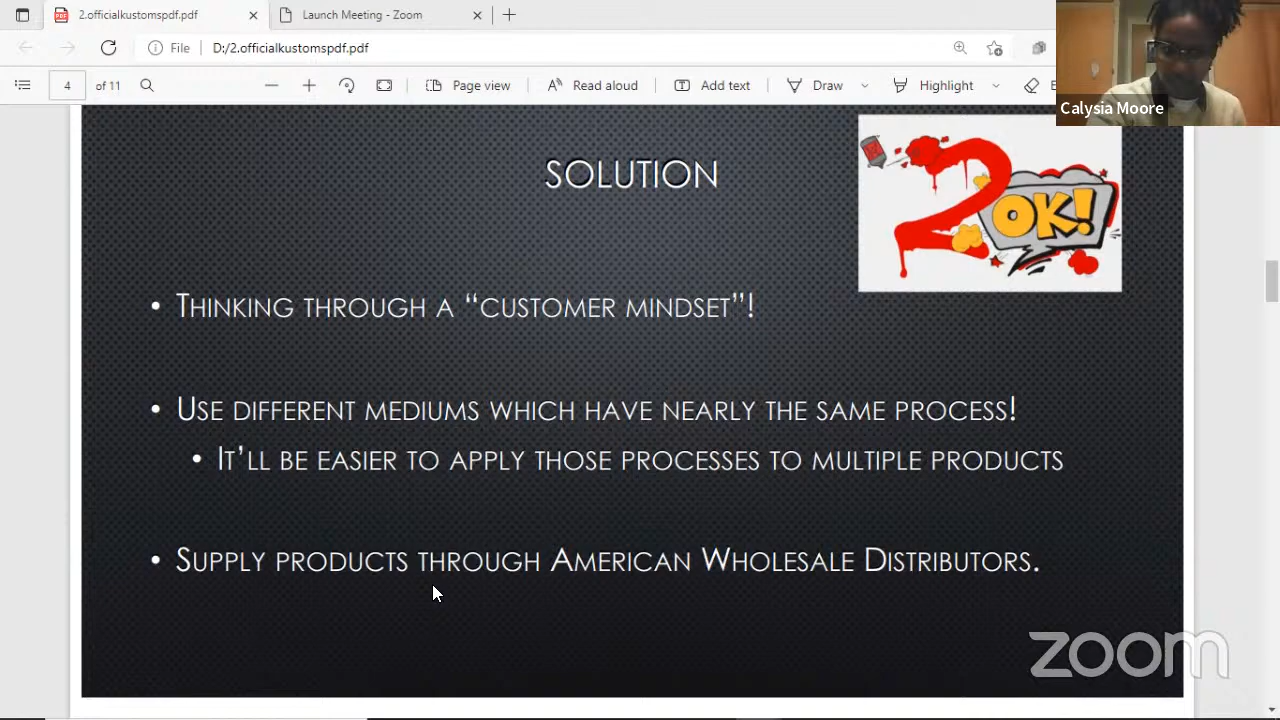 2.officialkustomspdf.pdf
Launch Meeting - Zoom
File D:/2.officialkustomspdf.pdf
4 of 11
Page view
Read aloud
Add text
Draw
Highlight
Calysia Moore
SOLUTION
2 OK!
• THINKING THROUGH A “CUSTOMER MINDSET”!
• USE DIFFERENT MEDIUMS WHICH HAVE NEARLY THE SAME PROCESS!
• IT’LL BE EASIER TO APPLY THOSE PROCESSES TO MULTIPLE PRODUCTS
• SUPPLY PRODUCTS THROUGH AMERICAN WHOLESALE DISTRIBUTORS.
zoom